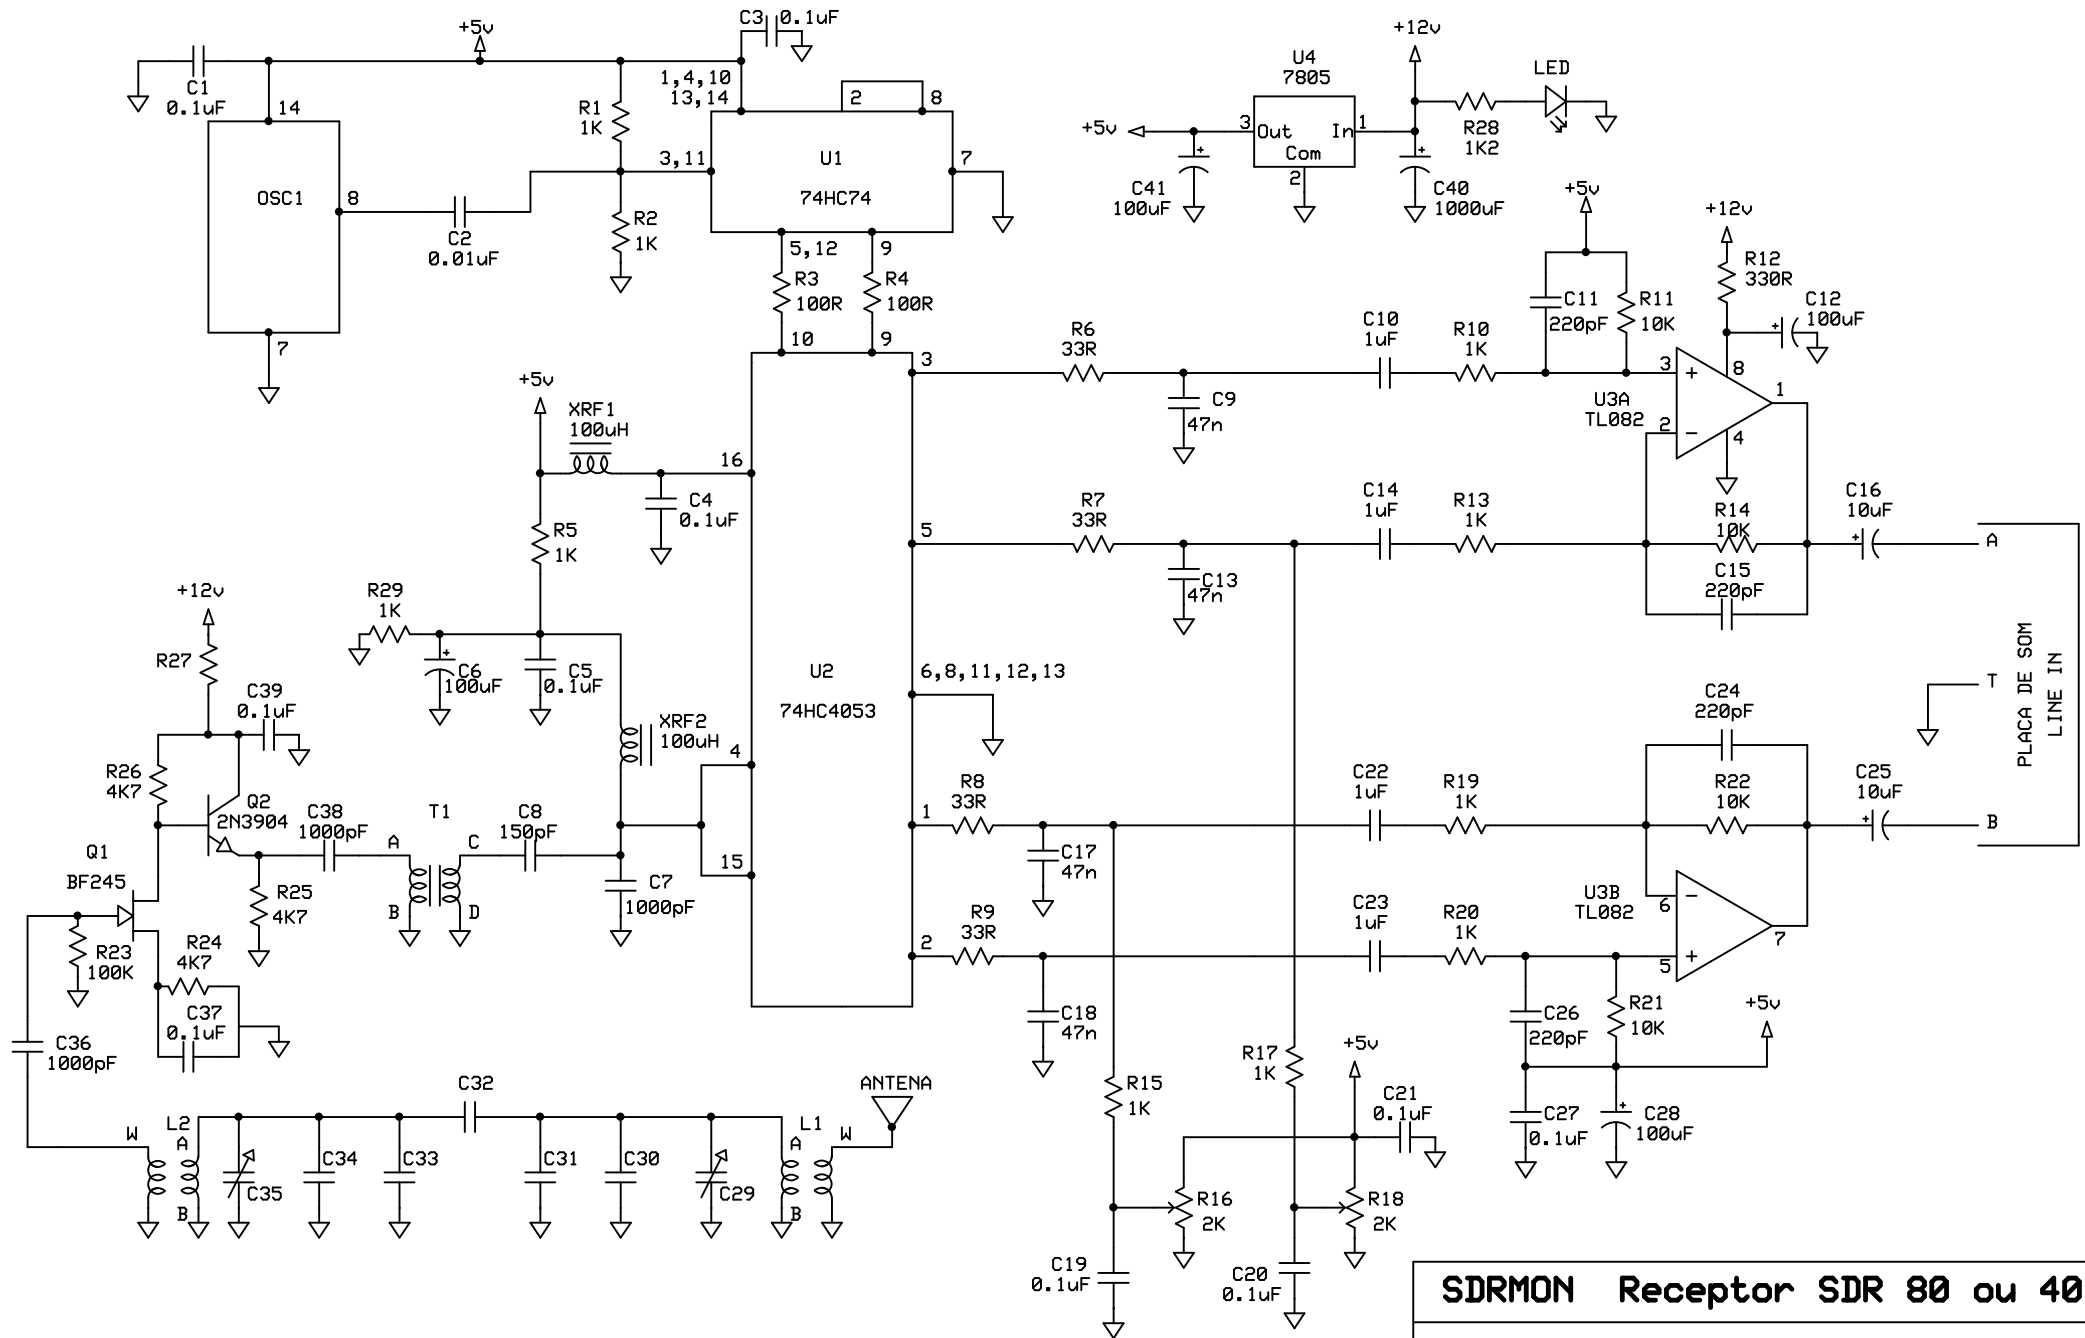 +5v
C3
0.1uF
C1
0.1uF
14
OSC1
8
7
C2
0.01uF
R1
1K
R2
1K
1,4,10
13,14
2
8
3,11
U1
74HC74
7
5,12
9
R3
100R
R4
100R
10
9
U4
7805
+5v
3
Out
In
1
Com
2
C41
100uF
+12v
LED
R28
1K2
C40
1000uF
+5v
C11
220pF
R11
10K
+12v
R12
330R
C12
100uF
3
R6
33R
C9
47n
C10
1uF
R10
1K
3
+
8
U3A
TL082
2
-
4
1
+5v
XRF1
100uH
16
C4
0.1uF
R5
1K
5
R7
33R
C13
47n
C14
1uF
R13
1K
R14
10K
C15
220pF
C16
10uF
A
T
B
PLACA DE SOM
LINE IN
+12v
R27
R29
1K
C6
100uF
C5
0.1uF
C39
0.1uF
XRF2
100uH
U2
74HC4053
6,8,11,12,13
4
15
R26
4K7
Q2
2N3904
C38
1000pF
T1
A
B
C
D
C8
150pF
C7
1000pF
Q1
BF245
R25
4K7
R23
100K
R24
4K7
C37
0.1uF
C36
1000pF
1
R8
33R
C17
47n
C22
1uF
R19
1K
C24
220pF
R22
10K
C25
10uF
2
R9
33R
C18
47n
C23
1uF
R20
1K
U3B
TL082
6
-
5
+
7
C26
220pF
R21
10K
+5v
C27
0.1uF
C28
100uF
R15
1K
R17
1K
+5v
C21
0.1uF
R16
2K
R18
2K
C19
0.1uF
C20
0.1uF
W
L2
A
B
C35
C34
C33
C32
C31
C30
C29
L1
A
B
W
ANTENA
SDRMON Receptor SDR 80 ou 40